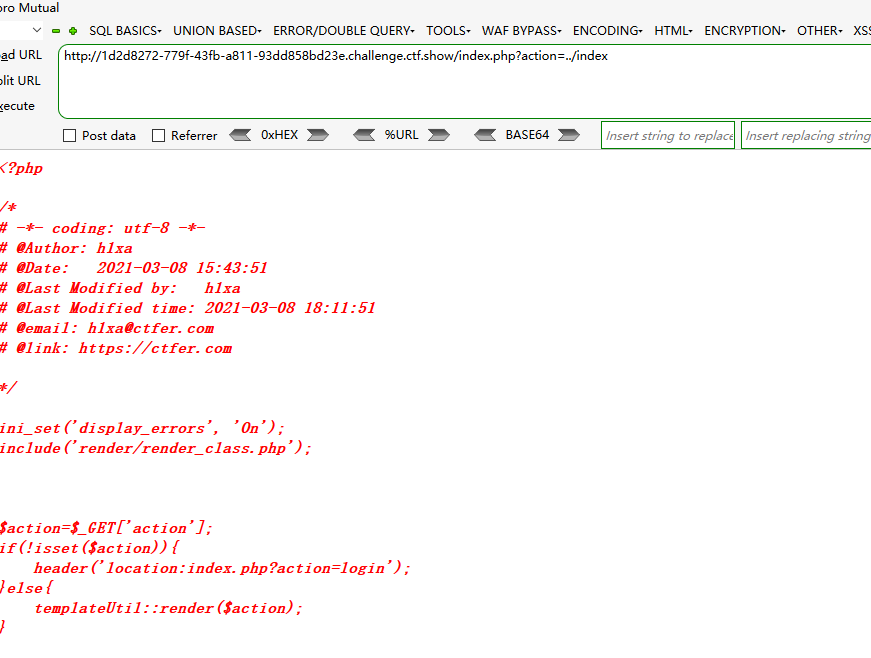 pro Mutual
SQL BASICS▾ UNION BASED▾ ERROR/DOUBLE QUERY▾ TOOLS▾ WAF BYPASS▾ ENCODING▾ HTML▾ ENCRYPTION▾ OTHER▾ XSS
ad URL
http://1d2d8272-779f-43fb-a811-93dd858bd23e.challenge.ctf.show/index.php?action=../index
plit URL
xecute
Post data Referrer 0xHEX %URL BASE64 Insert string to replace Insert replacing string
<?php
/*
# -*- coding: utf-8 -*-
# @Author: h1xa
# @Date:   2021-03-08 15:43:51
# @Last Modified by:   h1xa
# @Last Modified time: 2021-03-08 18:11:51
# @email: h1xa@ctfer.com
# @link: https://ctfer.com
*/
ini_set('display_errors', 'On');
include('render/render_class.php');
$action=$_GET['action'];
if(!isset($action)){
    header('location:index.php?action=login');
}else{
    templateUtil::render($action);
}